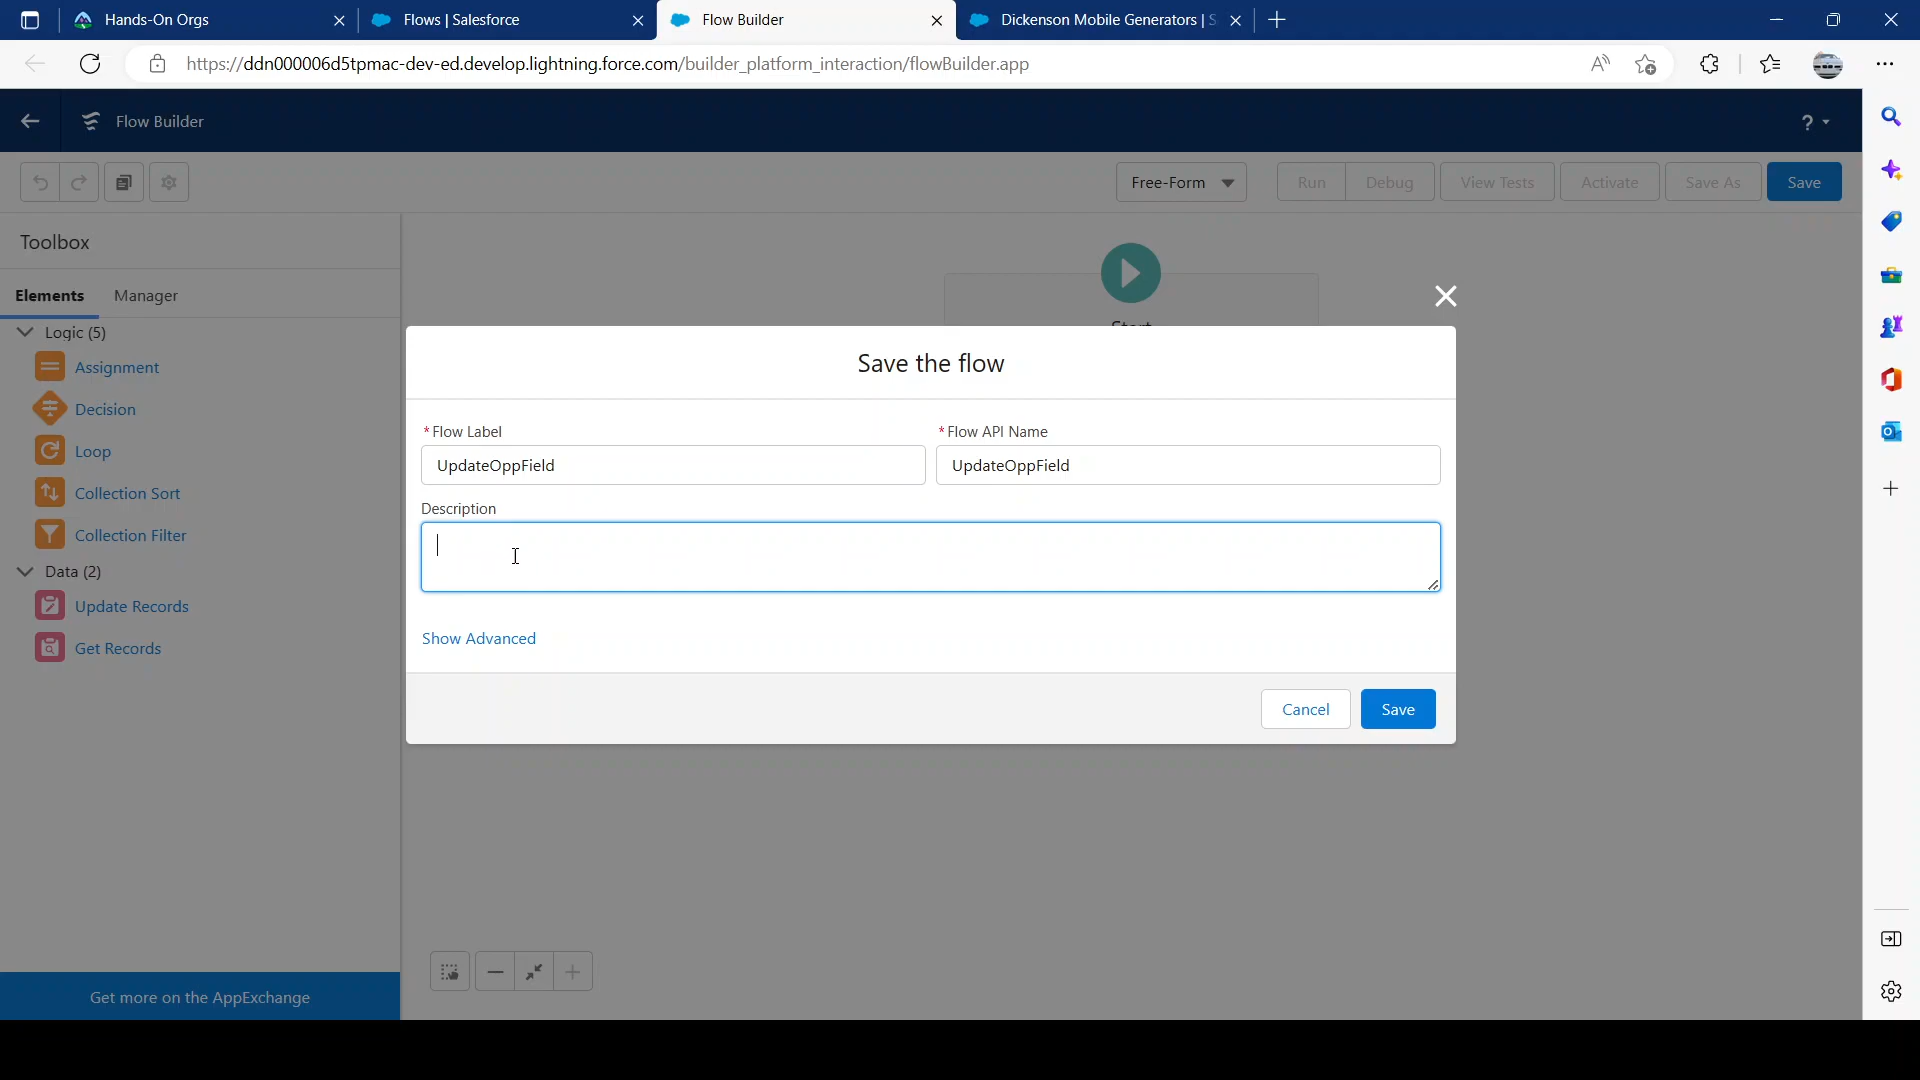 Hands-On Orgs
Flows | Salesforce
Flow Builder
Dickenson Mobile Generators | S
https://ddn000006d5tpmac-dev-ed.develop.lightning.force.com/builder_platform_interaction/flowBuilder.app
Flow Builder
?
Free-Form
Run
Debug
View Tests
Activate
Save As
Save
Toolbox
Elements
Manager
Logic (5)
Assignment
Decision
Loop
Collection Sort
Collection Filter
Data (2)
Update Records
Get Records
Get more on the AppExchange
Save the flow
*Flow Label
*Flow API Name
UpdateOppField
UpdateOppField
Description
Show Advanced
Cancel
Save